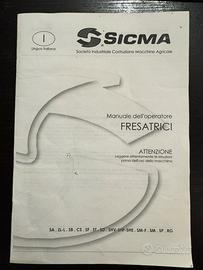 I
Lingua Italiana
SICMA
Società Industriale Costruzione Macchine Agricole
Manuale dell'operatore
FRESATRICI
ATTENZIONE
Leggere attentamente le istruzioni
prima dell'uso della macchina
subito